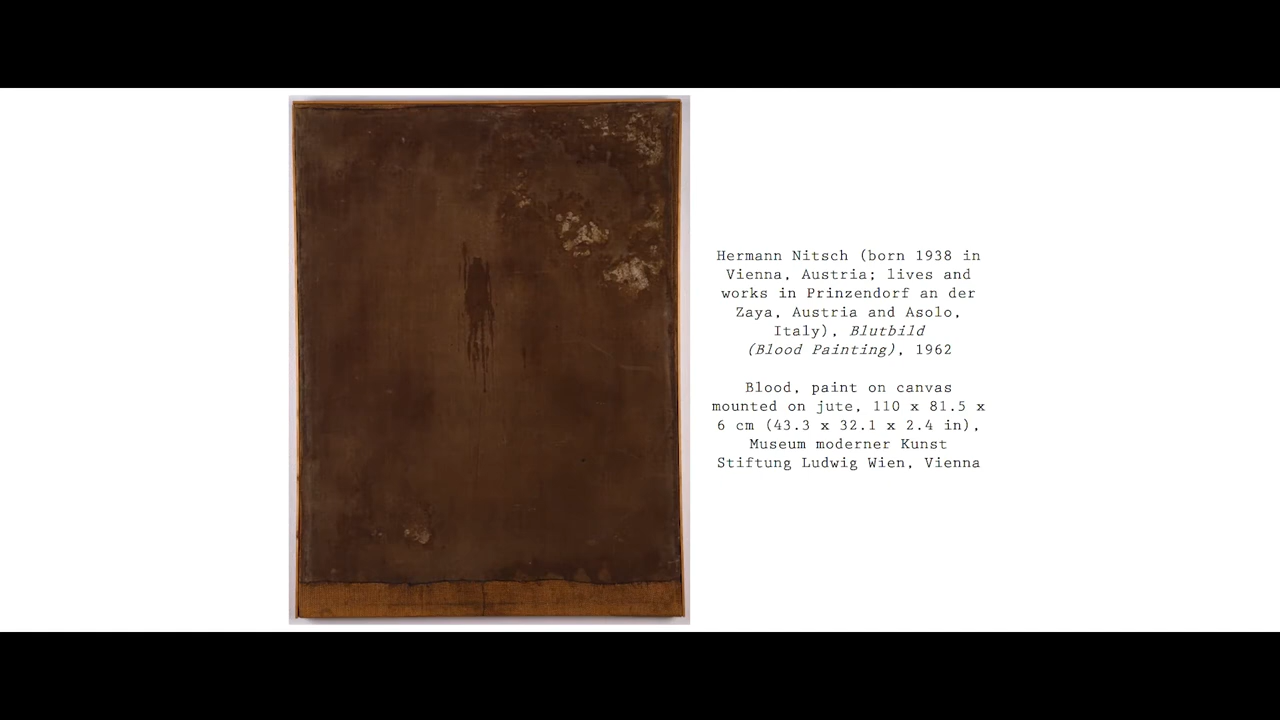 Hermann Nitsch (born 1938 in
Vienna, Austria; lives and
works in Prinzendorf an der
Zaya, Austria and Asolo,
Italy), Blutbild
(Blood Painting), 1962
Blood, paint on canvas
mounted on jute, 110 x 81.5 x
6 cm (43.3 x 32.1 x 2.4 in),
Museum moderner Kunst
Stiftung Ludwig Wien, Vienna